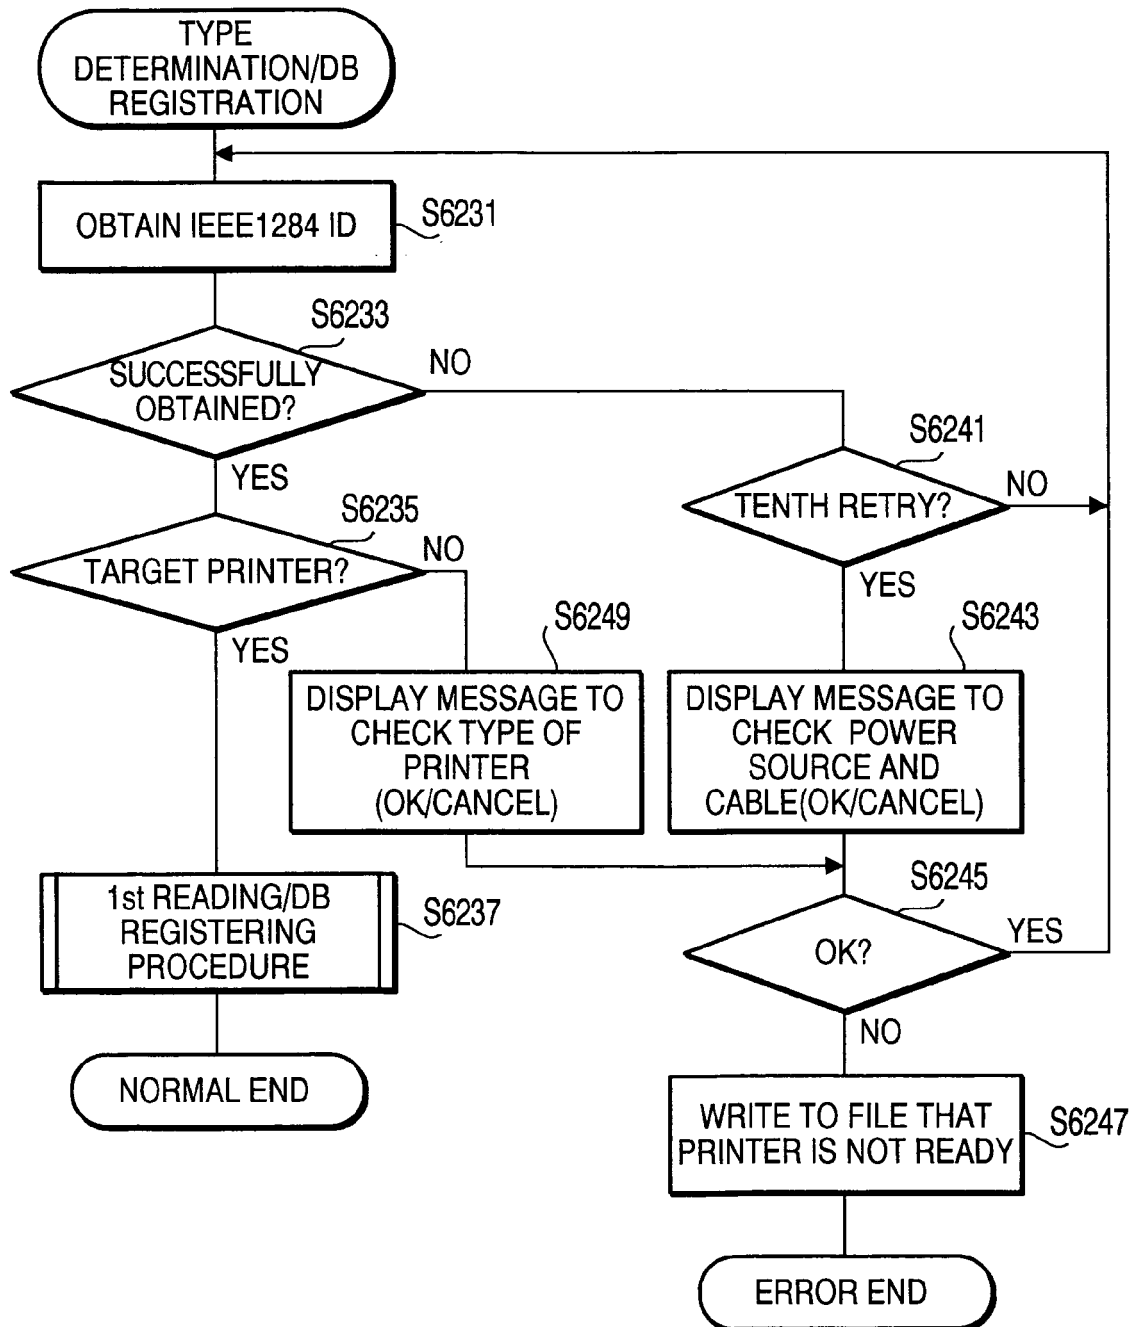 TYPE
DETERMINATION/DB
REGISTRATION
OBTAIN IEEE1284 ID
S6231
S6233
SUCCESSFULLY
OBTAINED?
NO
YES
S6241
TENTH RETRY?
NO
YES
S6235
TARGET PRINTER?
NO
YES
S6249
DISPLAY MESSAGE TO
CHECK TYPE OF
PRINTER
(OK/CANCEL)
S6243
DISPLAY MESSAGE TO
CHECK POWER
SOURCE AND
CABLE(OK/CANCEL)
1st READING/DB
REGISTERING
PROCEDURE
S6237
S6245
OK?
YES
NO
NORMAL END
WRITE TO FILE THAT
PRINTER IS NOT READY
S6247
ERROR END